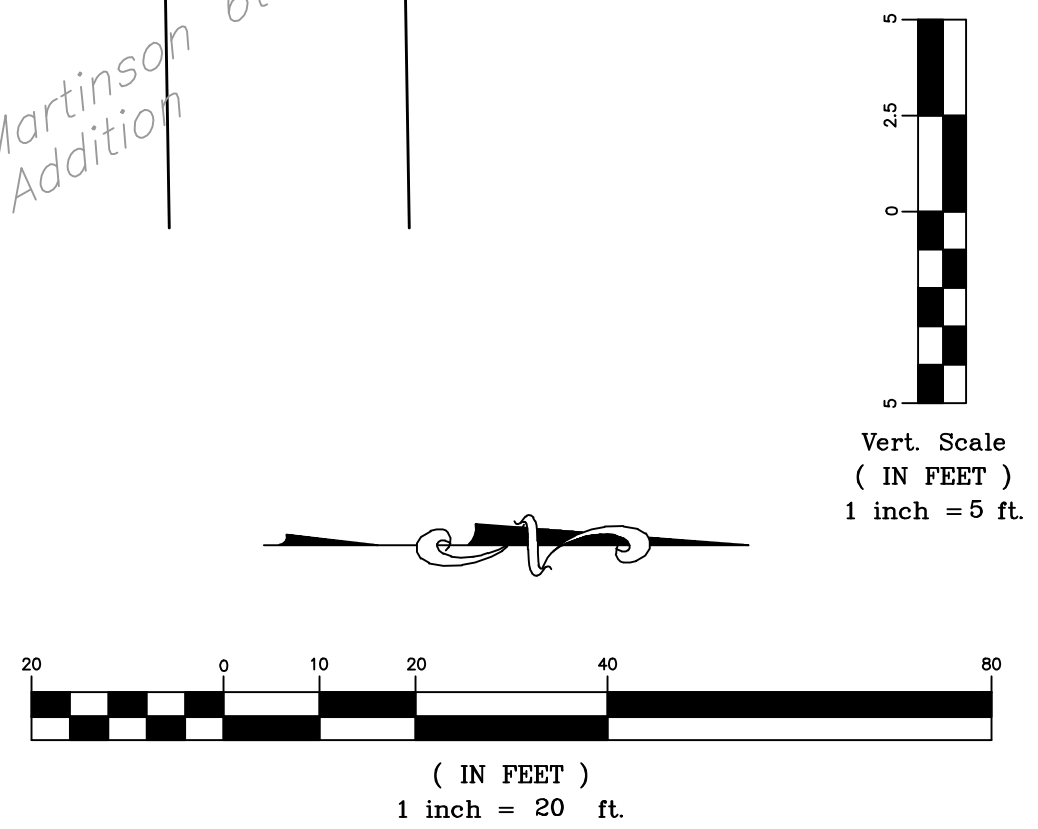 Martinson
Addition
5
2.5
0
5
Vert. Scale
( IN FEET )
1 inch = 5 ft.
N
20 0 10 20 40 80
( IN FEET )
1 inch = 20 ft.